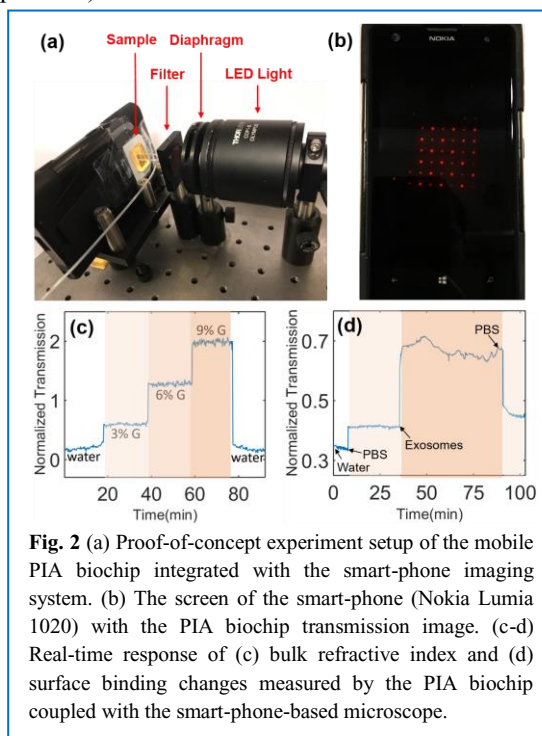 (a)
Sample
Diaphragm
Filter
LED Light
(b)
NOKIA
(c)
Normalized Transmission
2
1
0
9% G
6% G
3% G
water
water
20
40
60
80
Time(min)
(d)
Normalized Transmission
0.7
0.5
0.3
PBS
Exosomes
PBS
Water
0
50
100
Time(min)
Fig. 2 (a) Proof-of-concept experiment setup of the mobile
PIA biochip integrated with the smart-phone imaging
system. (b) The screen of the smart-phone (Nokia Lumia
1020) with the PIA biochip transmission image. (c-d)
Real-time response of (c) bulk refractive index and (d)
surface binding changes measured by the PIA biochip
coupled with the smart-phone-based microscope.